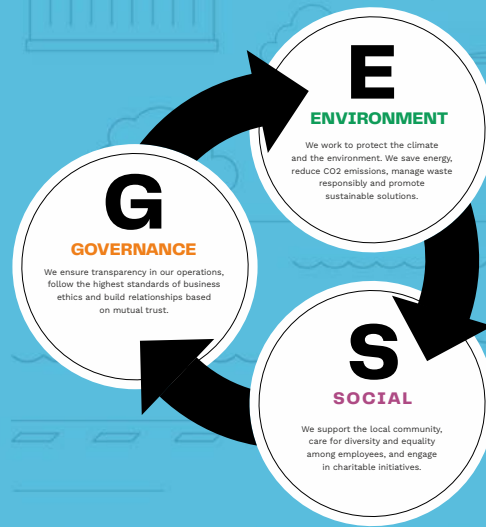 E
ENVIRONMENT
We work to protect the climate
and the environment. We save energy,
reduce CO2 emissions, manage waste
responsibly and promote
sustainable solutions.
G
GOVERNANCE
We ensure transparency in our operations,
follow the highest standards of business
ethics and build relationships based
on mutual trust.
S
SOCIAL
We support the local community,
care for diversity and equality
among employees, and engage
in charitable initiatives.